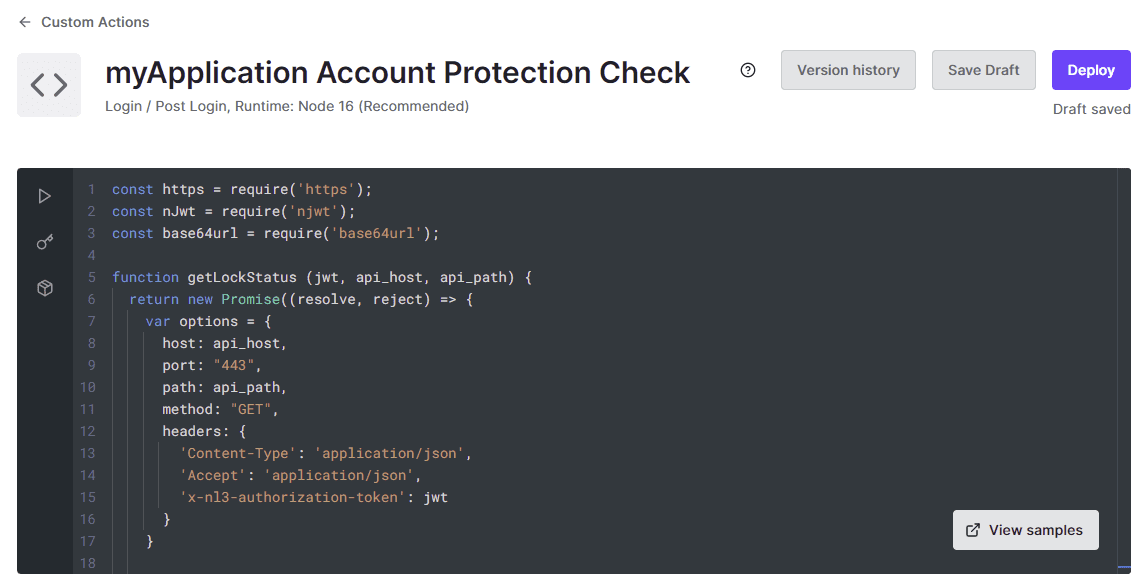 ← Custom Actions
<> myApplication Account Protection Check
Login / Post Login, Runtime: Node 16 (Recommended)
?
Version history
Save Draft
Deploy
Draft saved
1 const https = require('https');
2 const nJwt = require('njwt');
3 const base64url = require('base64url');
4
5 function getLockStatus (jwt, api_host, api_path) {
6   return new Promise((resolve, reject) => {
7     var options = {
8       host: api_host,
9       port: "443",
10       path: api_path,
11       method: "GET",
12       headers: {
13         'Content-Type': 'application/json',
14         'Accept': 'application/json',
15         'x-nl3-authorization-token': jwt
16       }
17     }
18
View samples